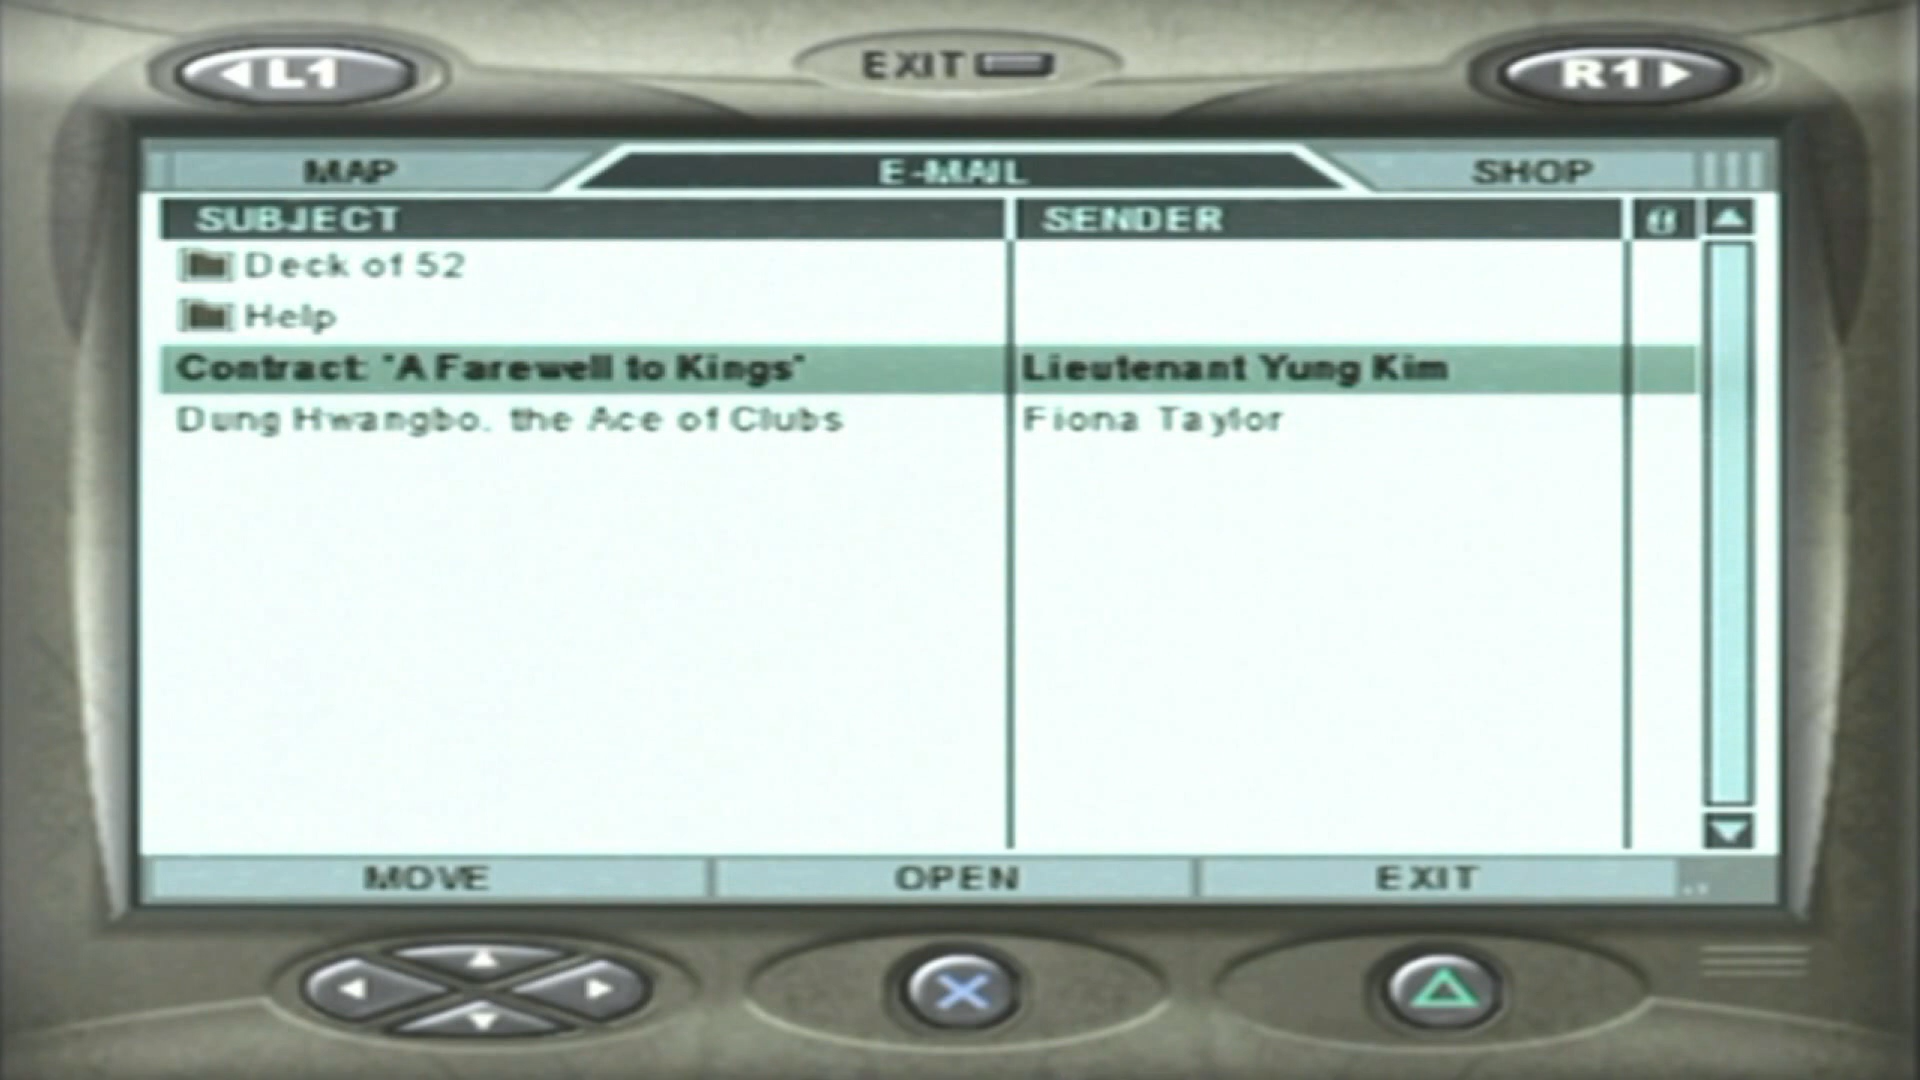 L1
EXIT
R1
MAP
E-MAIL
SHOP
SUBJECT
SENDER
Deck of 52
Help
Contract: "A Farewell to Kings"
Lieutenant Yung Kim
Dung Hwangbo, the Ace of Clubs
Fiona Taylor
MOVE
OPEN
EXIT